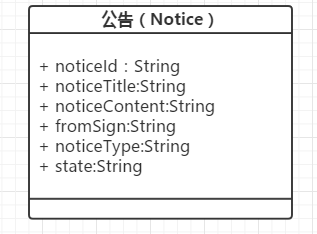 公告（Notice）
+ noticeId：String
+ noticeTitle:String
+ noticeContent:String
+ fromSign:String
+ noticeType:String
+ state:String